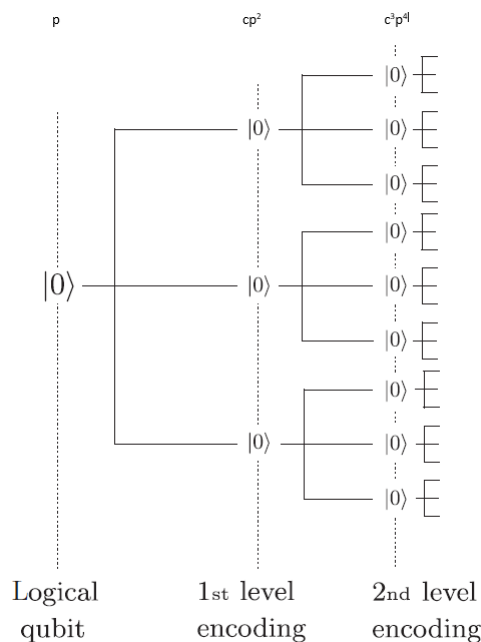 p cp² c³p⁴
|0⟩
|0⟩
|0⟩
|0⟩
|0⟩
|0⟩ |0⟩ |0⟩
|0⟩
|0⟩
|0⟩
|0⟩
|0⟩
Logical 1st level 2nd level
qubit encoding encoding